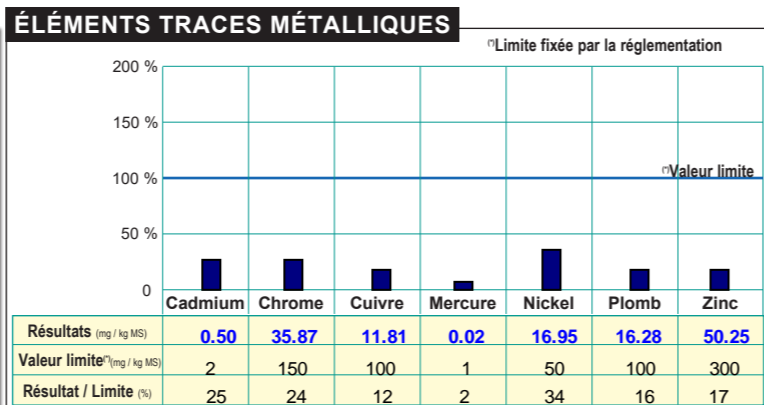 ÉLÉMENTS TRACES MÉTALLIQUES
(*)Limite fixée par la réglementation
200 %
150 %
(*)Valeur limite
100 %
50 %
0
Cadmium Chrome Cuivre Mercure Nickel Plomb Zinc
Résultats (mg / kg MS) 0.50 35.87 11.81 0.02 16.95 16.28 50.25
Valeur limite(*)(mg / kg MS) 2 150 100 1 50 100 300
Résultat / Limite (%) 25 24 12 2 34 16 17